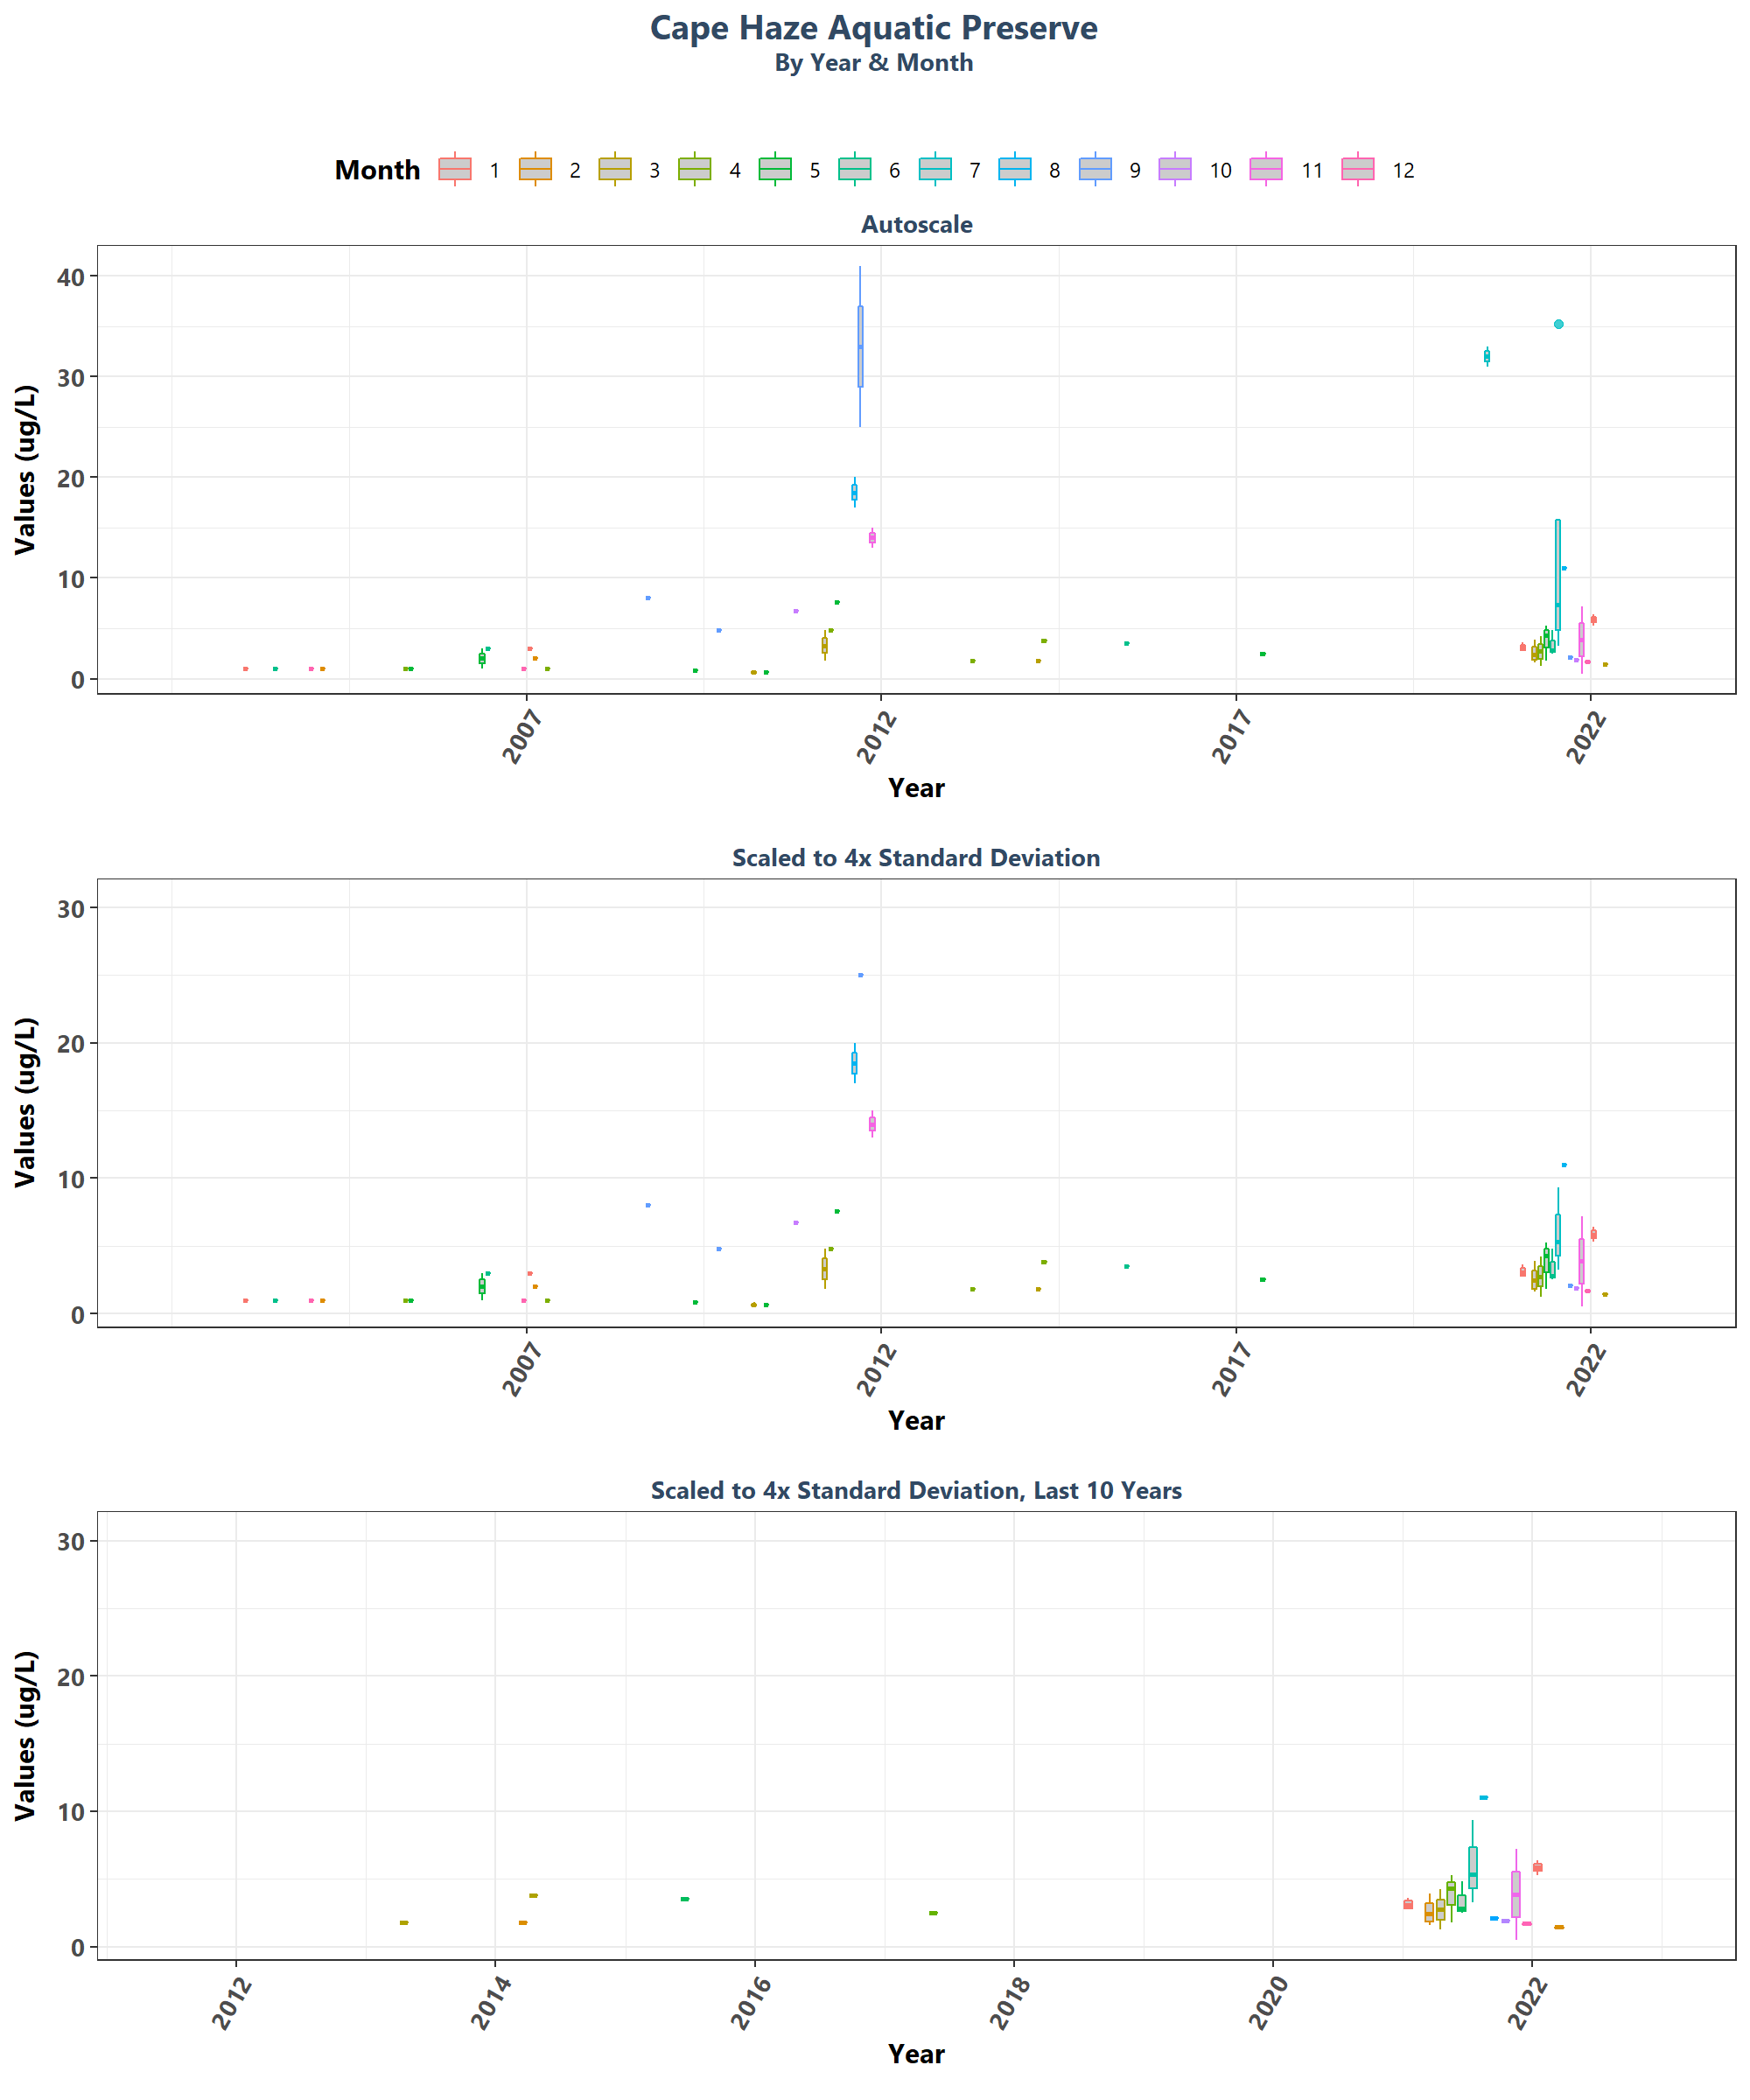 Cape Haze Aquatic Preserve
By Year & Month
Month 1 2 3 4 5 6 7 8 9 10 11 12
Autoscale
Values (ug/L)
40
30
20
10
0
2007 2012 2017 2022
Year
Scaled to 4x Standard Deviation
Values (ug/L)
30
20
10
0
2007 2012 2017 2022
Year
Scaled to 4x Standard Deviation, Last 10 Years
Values (ug/L)
30
20
10
0
2012 2014 2016 2018 2020 2022
Year